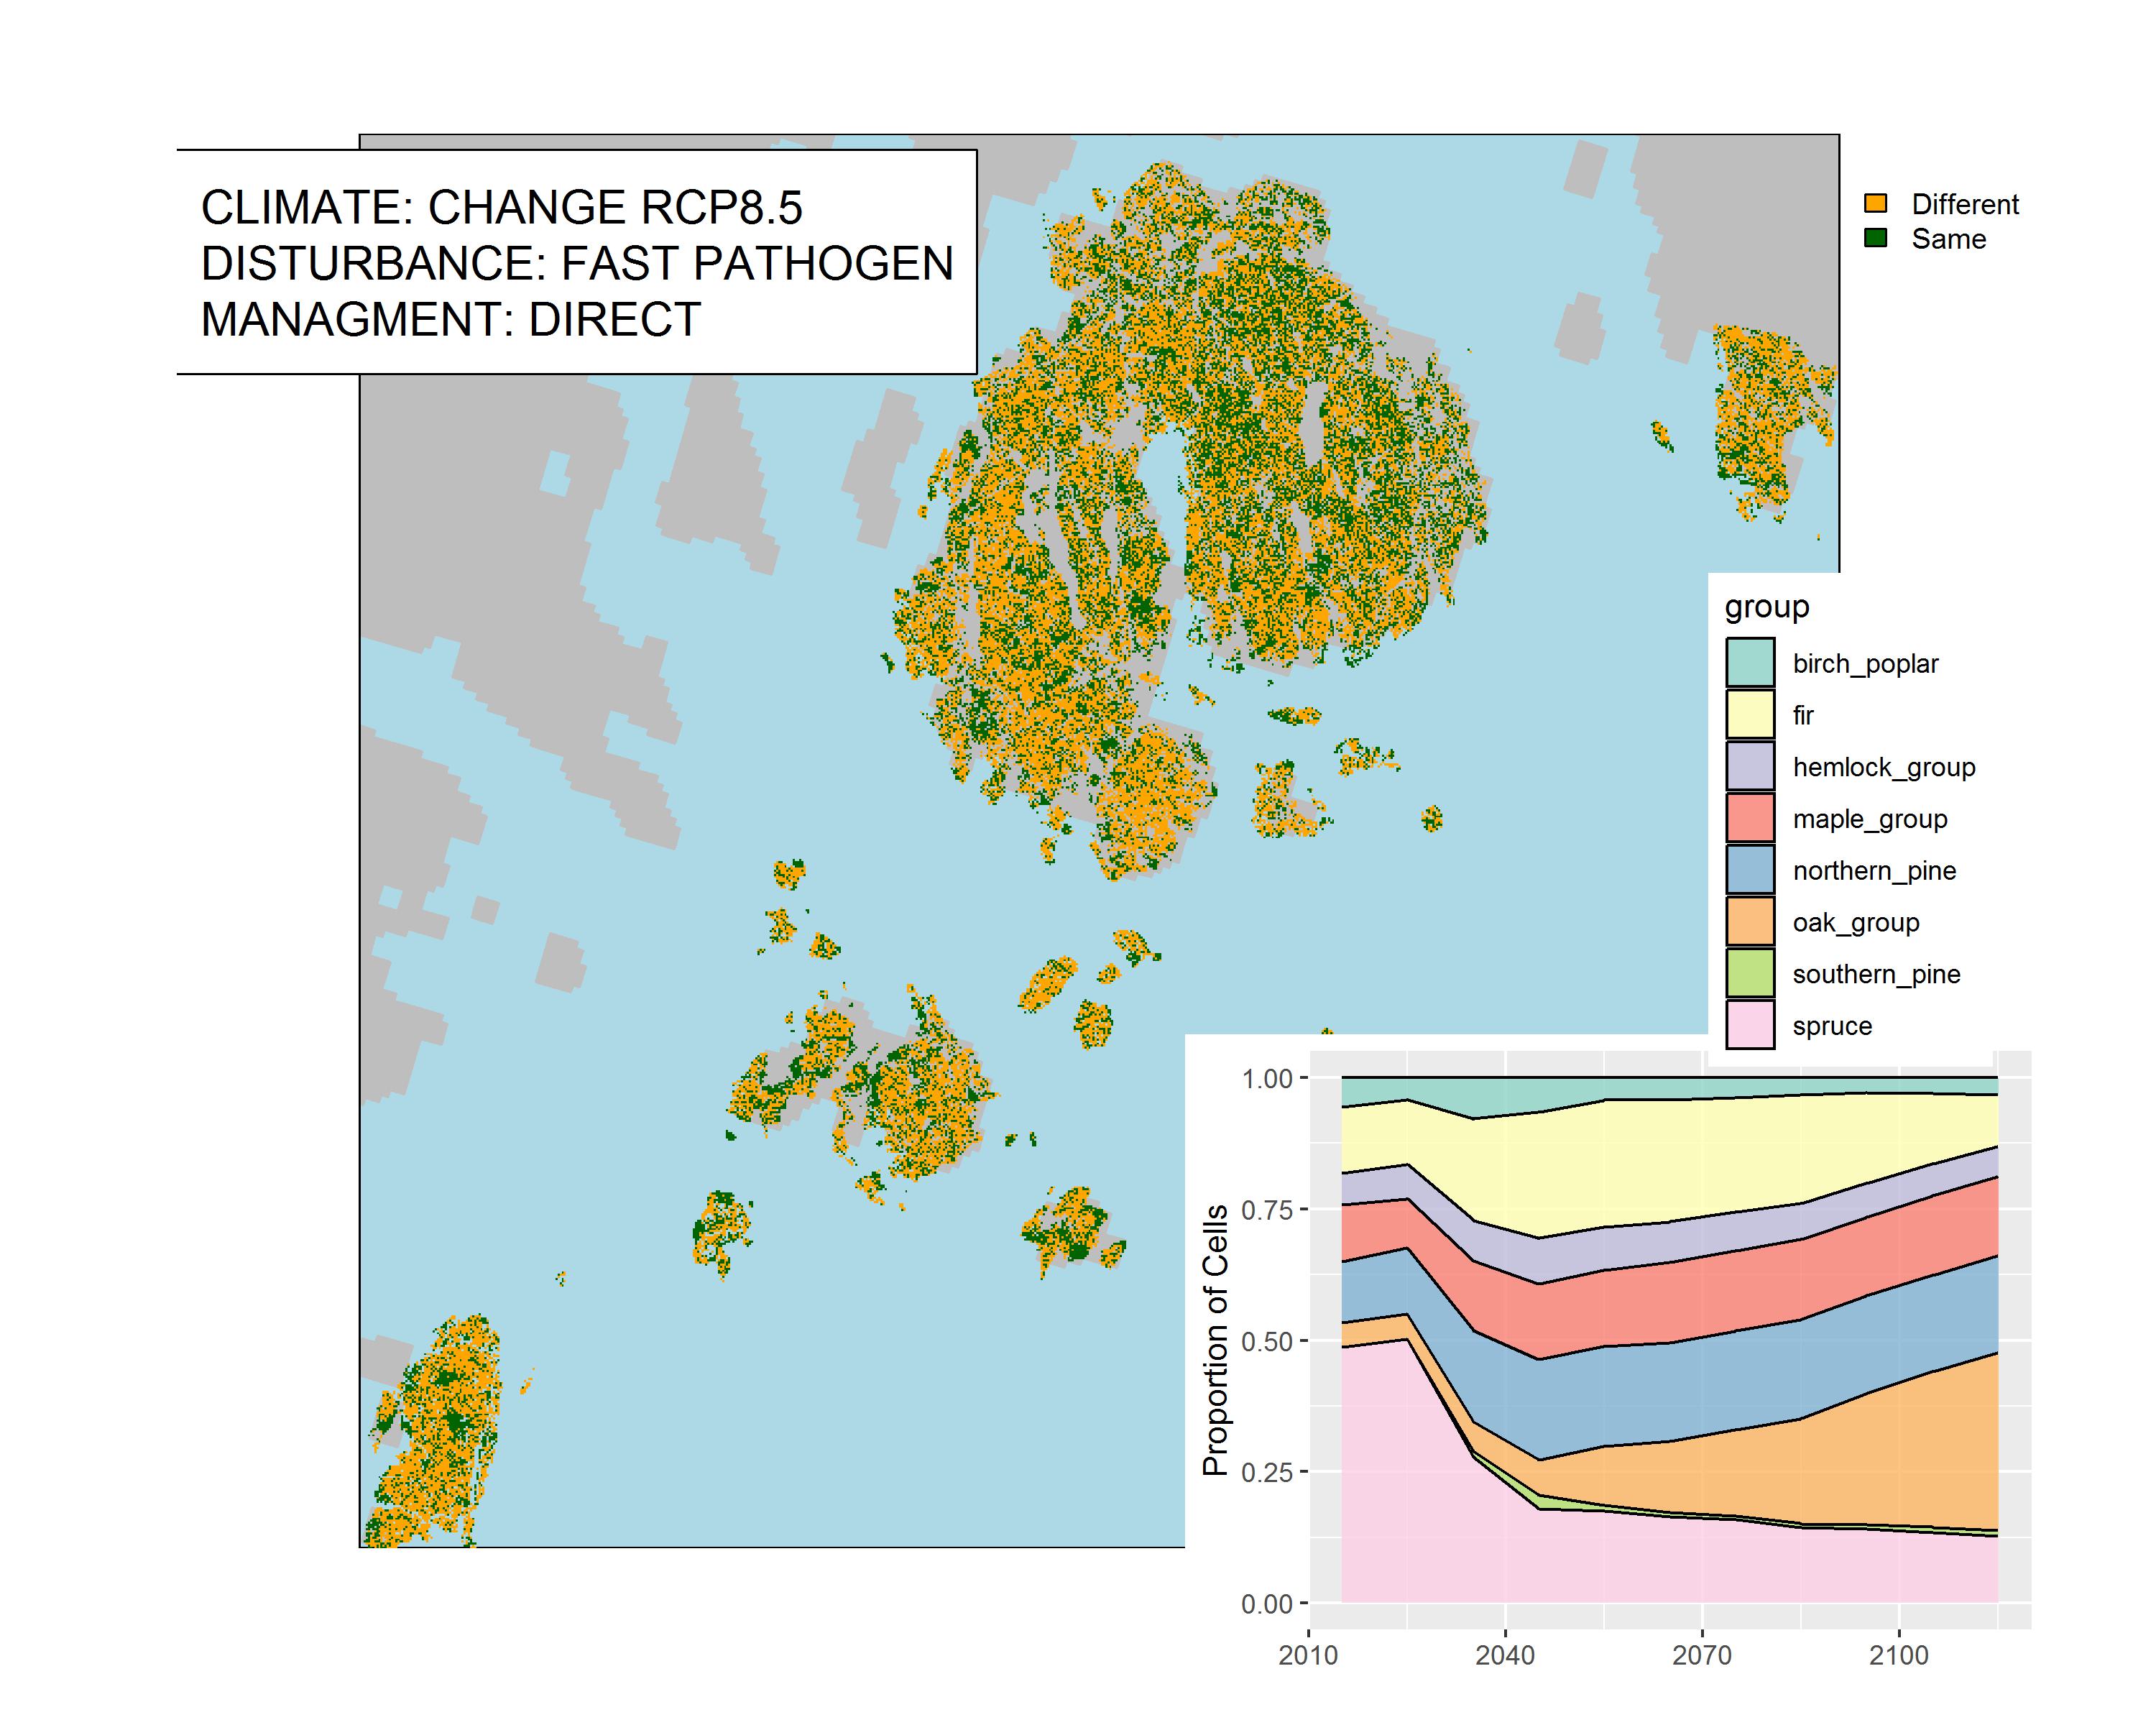 CLIMATE: CHANGE RCP8.5
DISTURBANCE: FAST PATHOGEN
MANAGMENT: DIRECT
Different
Same
group
birch_poplar
fir
hemlock_group
maple_group
northern_pine
oak_group
southern_pine
spruce
Proportion of Cells
1.00
0.75
0.50
0.25
0.00
2010 2040 2070 2100